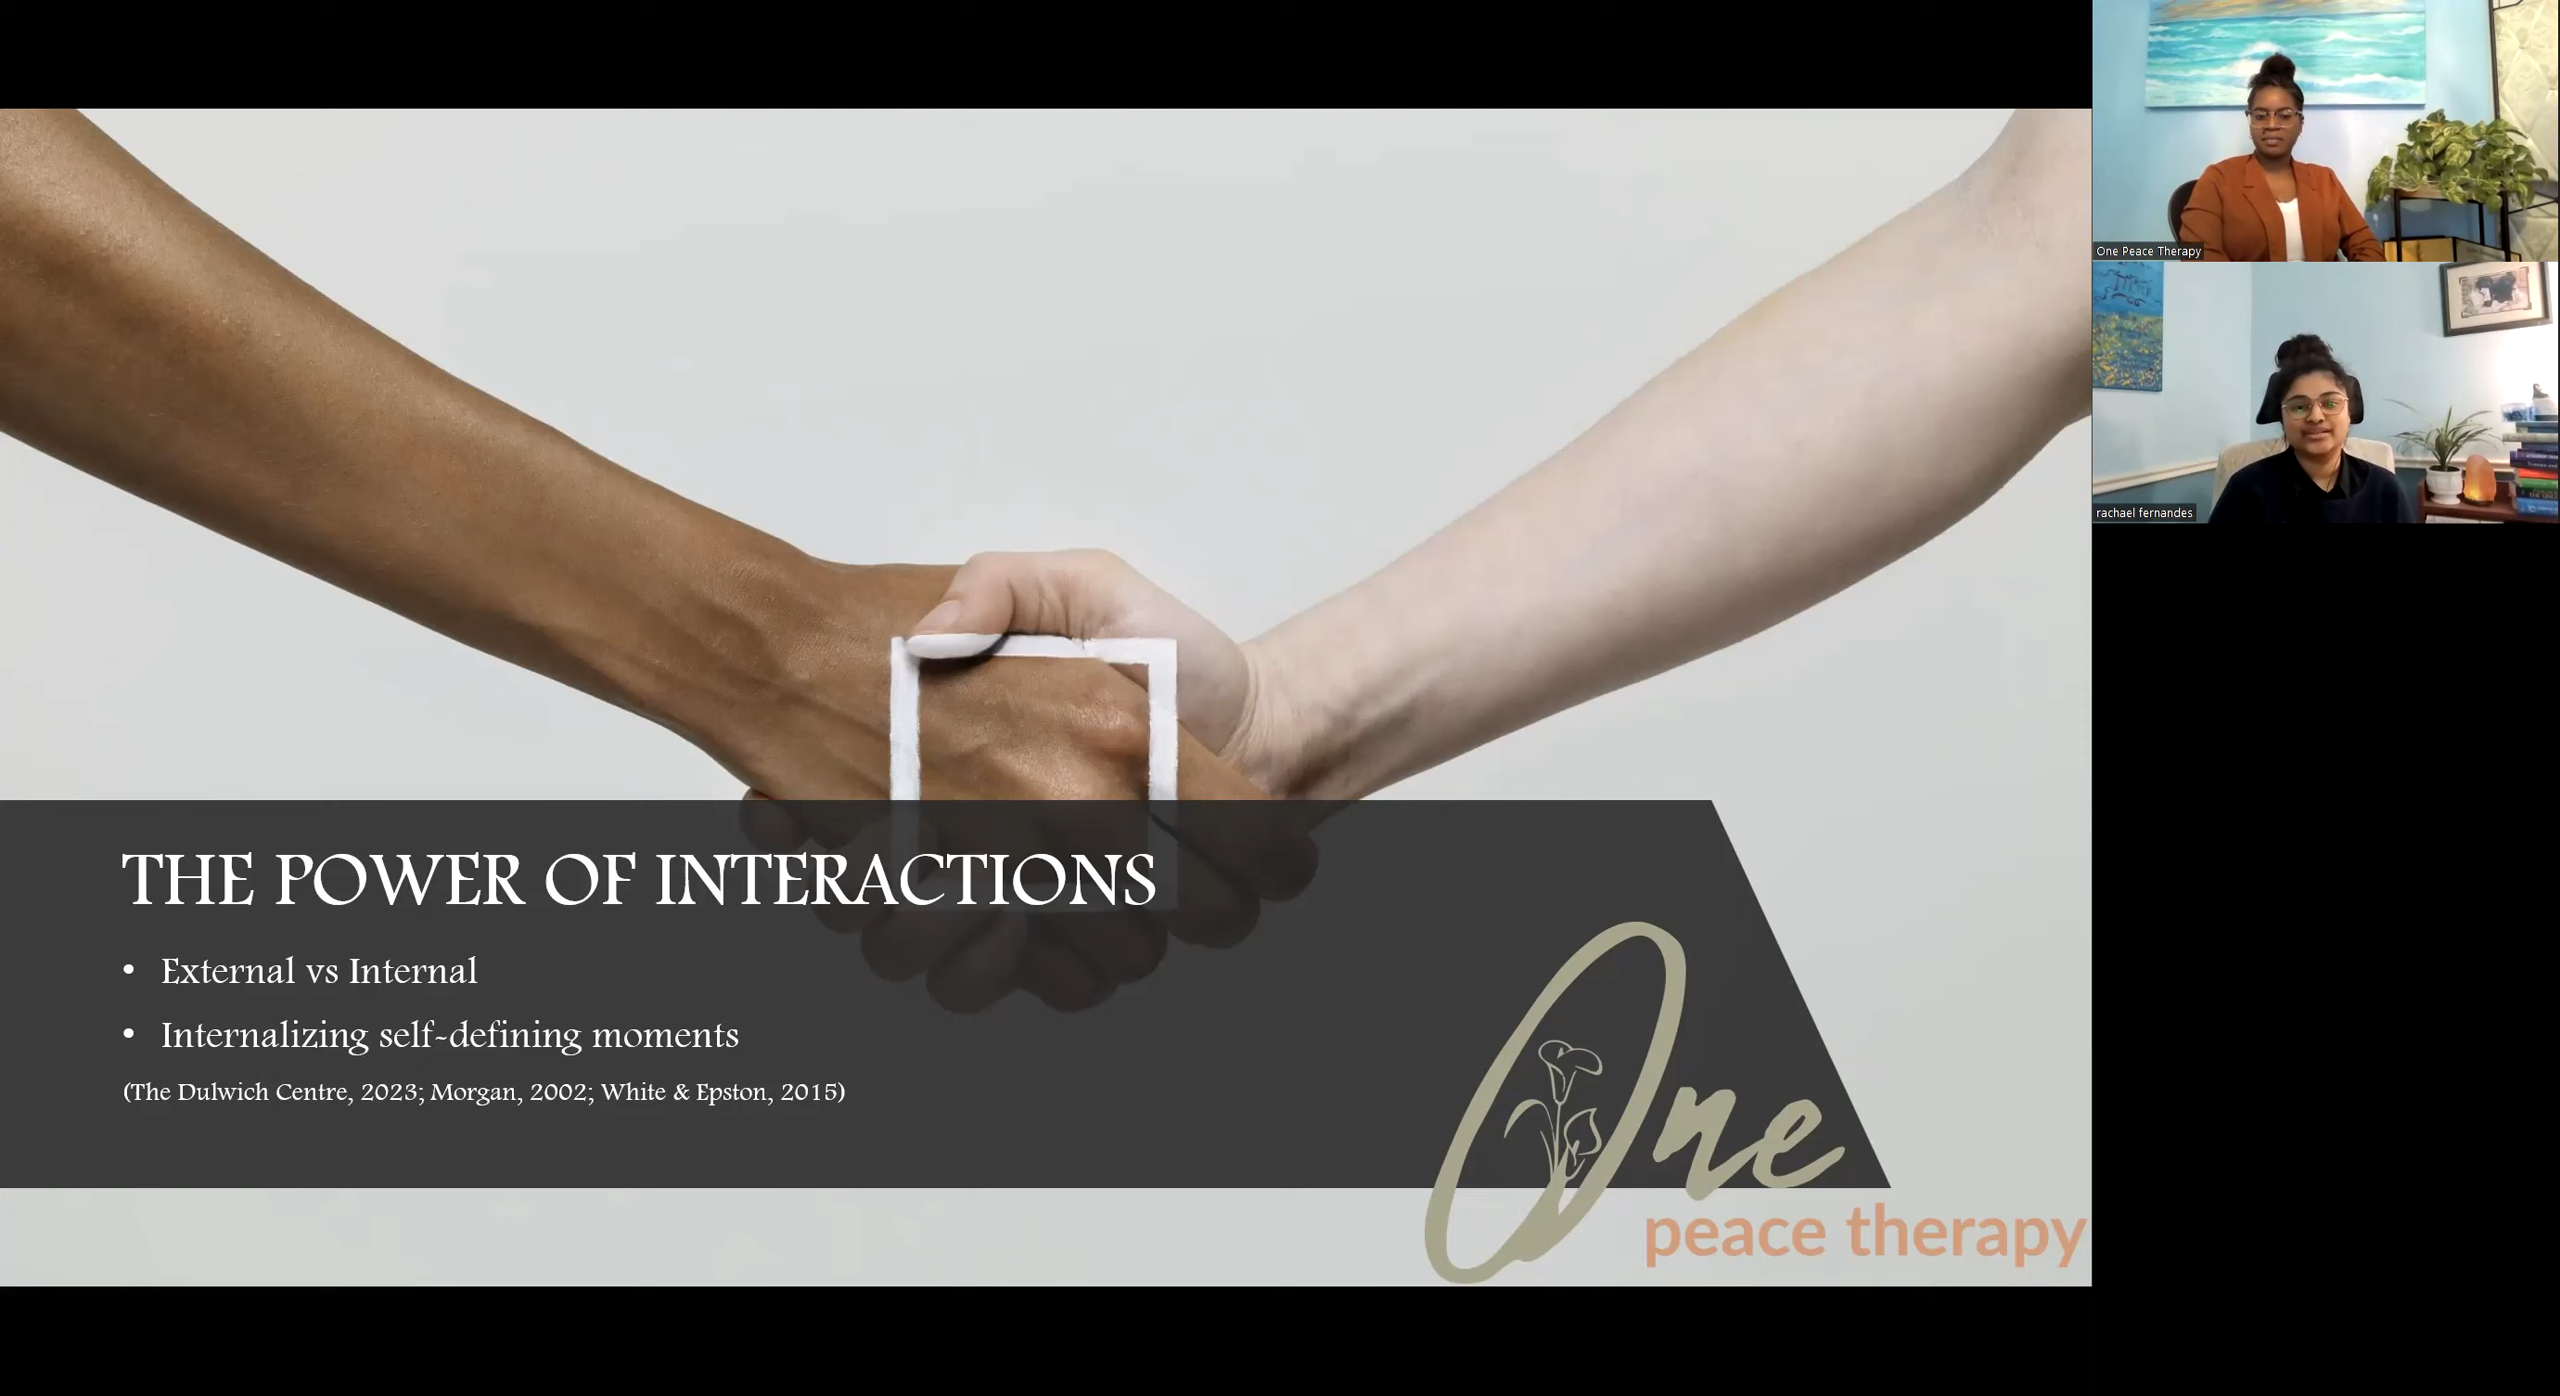 THE POWER OF INTERACTIONS
• External vs Internal
• Internalizing self-defining moments
(The Dulwich Centre, 2023; Morgan, 2002; White & Epston, 2015)
One
peace therapy
One Peace Therapy
rachael fernandes